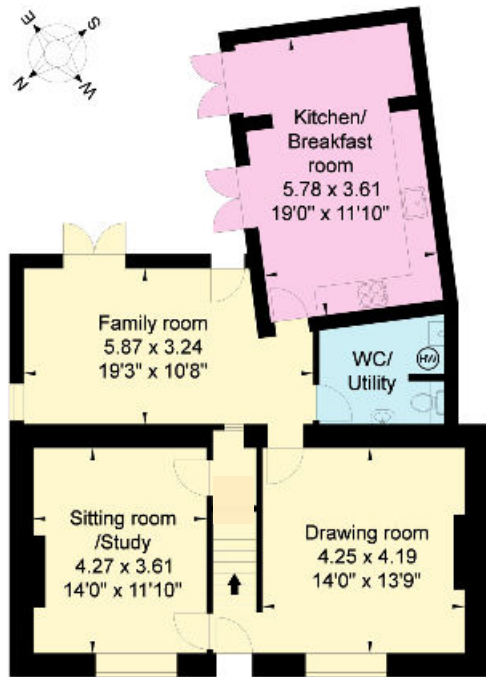 E
S
N
W
Kitchen/
Breakfast
room
5.78 x 3.61
19'0" x 11'10"
Family room
5.87 x 3.24
19'3" x 10'8"
WC/
Utility
HW
Sitting room
/Study
4.27 x 3.61
14'0" x 11'10"
Drawing room
4.25 x 4.19
14'0" x 13'9"